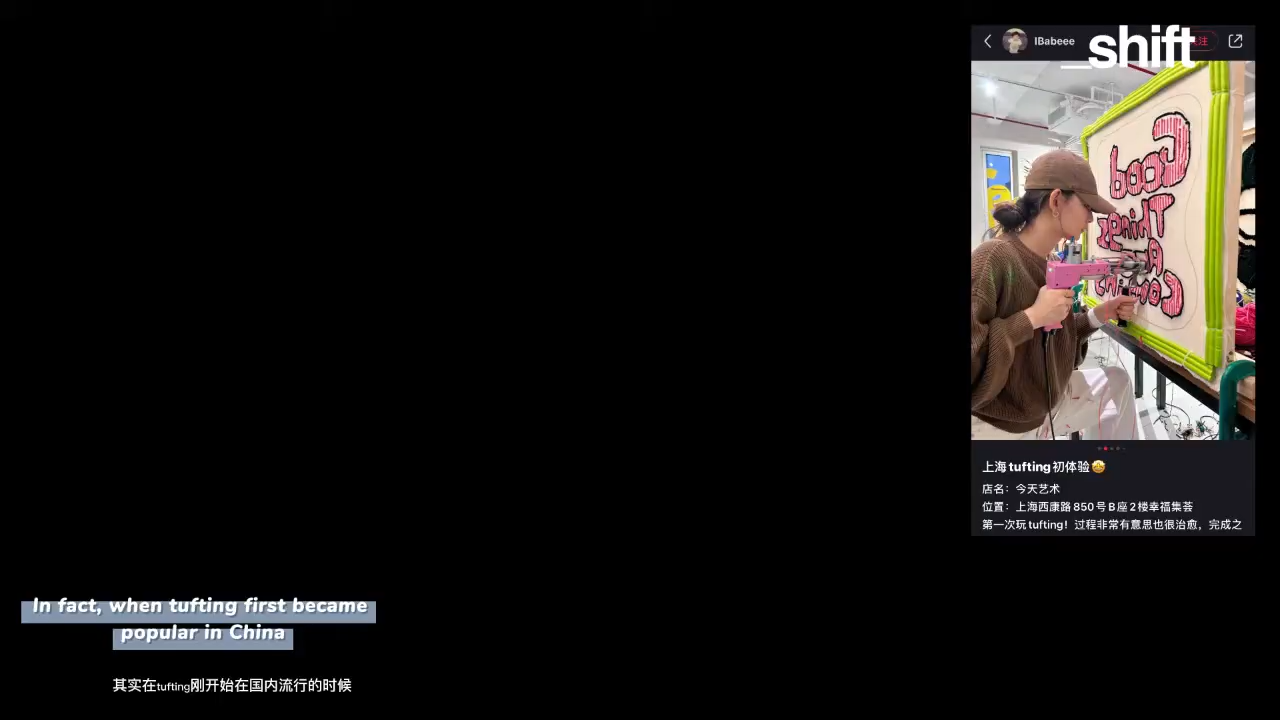 IBabeee
_shift
注
Good
Things
Are
Coming
上海tufting初体验🤩
店名：今天艺术
位置：上海西康路850号B座2楼幸福集荟
第一次玩tufting！过程非常有意思也很治愈，完成之
In fact, when tufting first became
popular in China
其实在tufting刚开始在国内流行的时候